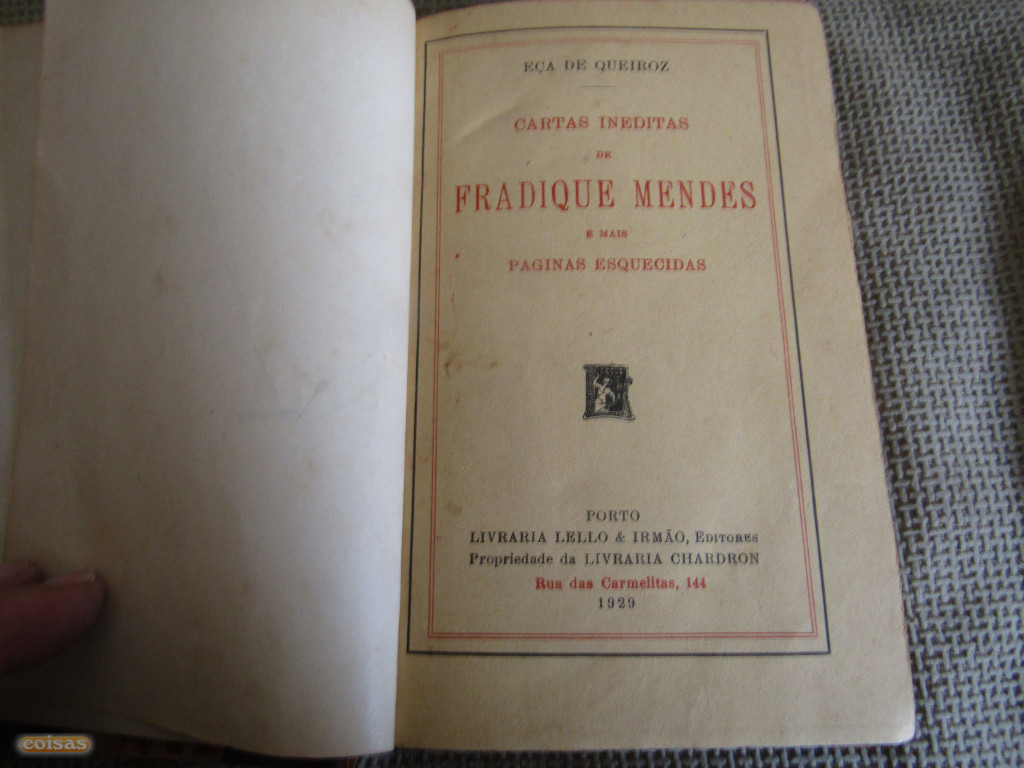 EÇA DE QUEIROZ
CARTAS INEDITAS
DE
FRADIQUE MENDES
E MAIS
PAGINAS ESQUECIDAS
PORTO
LIVRARIA LELLO & IRMÃO, EDITORES
Propriedade da LIVRARIA CHARDRON
Rua das Carmelitas, 144
1929
coisas